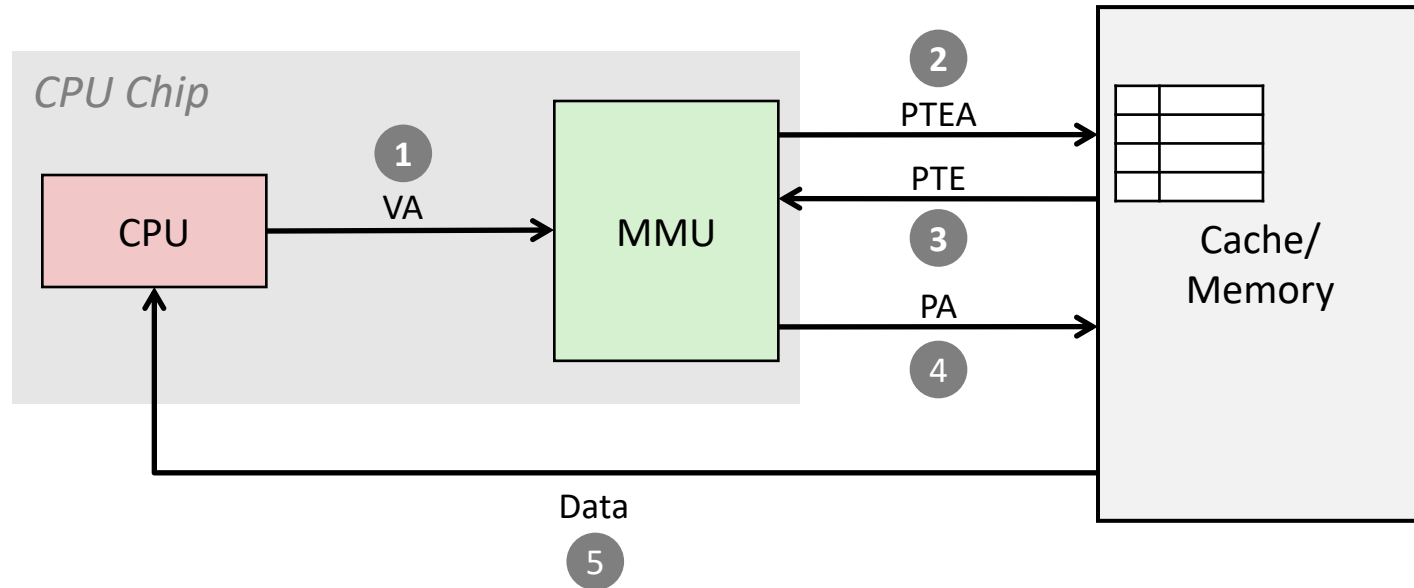 CPU Chip
2
PTEA
1
VA
PTE
CPU
MMU
3
Cache/
Memory
PA
4
Data
5